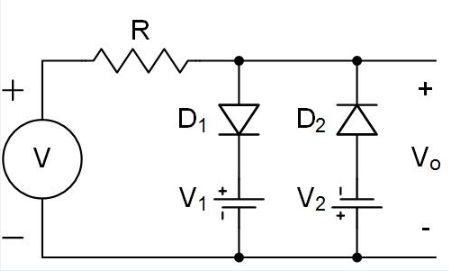 R
+
+
D₁
D₂
V
Vₒ
V₁
+
-
V₂
-
+
−
-